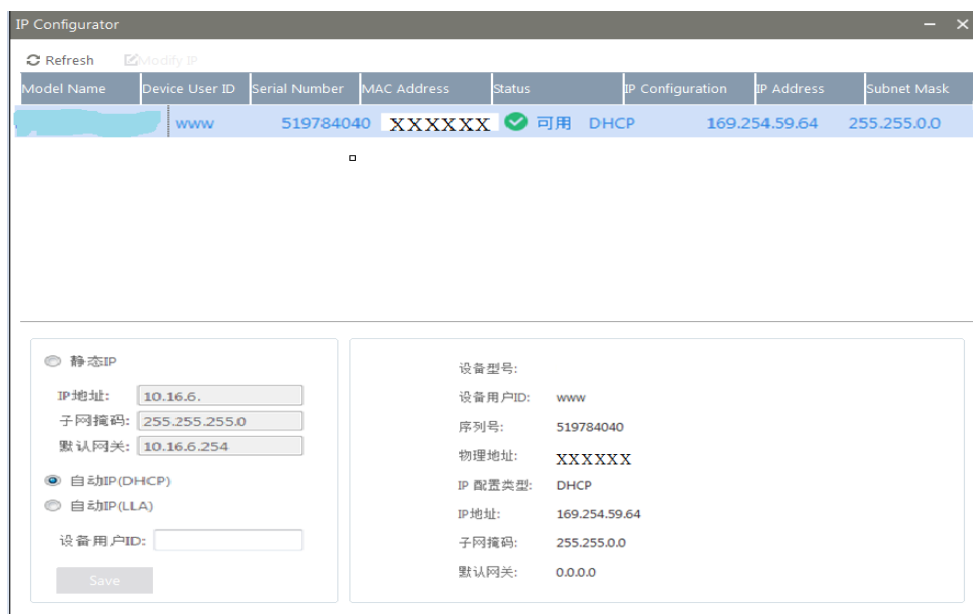 IP Configurator
Refresh Modify IP
Model Name Device User ID Serial Number MAC Address Status IP Configuration IP Address Subnet Mask
www 519784040 XXXXXX 可用 DHCP 169.254.59.64 255.255.0.0
静态IP
IP地址: 10.16.6.
子网掩码: 255.255.255.0
默认网关: 10.16.6.254
自动IP(DHCP)
自动IP(LLA)
设备用户ID:
Save
设备型号:
设备用户ID: www
序列号: 519784040
物理地址: XXXXXX
IP 配置类型: DHCP
IP地址: 169.254.59.64
子网掩码: 255.255.0.0
默认网关: 0.0.0.0